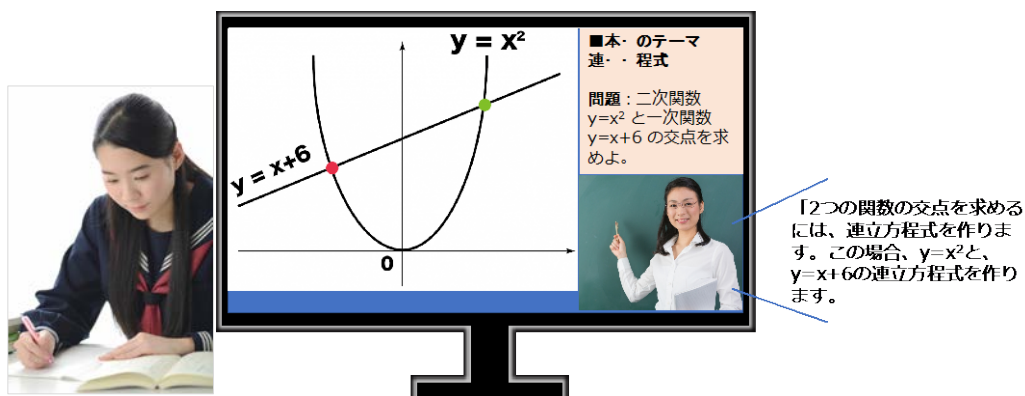 y = x²
y = x+6
0
■本· のテーマ
連· · 程式
問題：二次関数
y=x² と一次関数
y=x+6 の交点を求
めよ。
「2つの関数の交点を求める
には、連立方程式を作りま
す。この場合、y=x²と、
y=x+6の連立方程式を作り
ます。